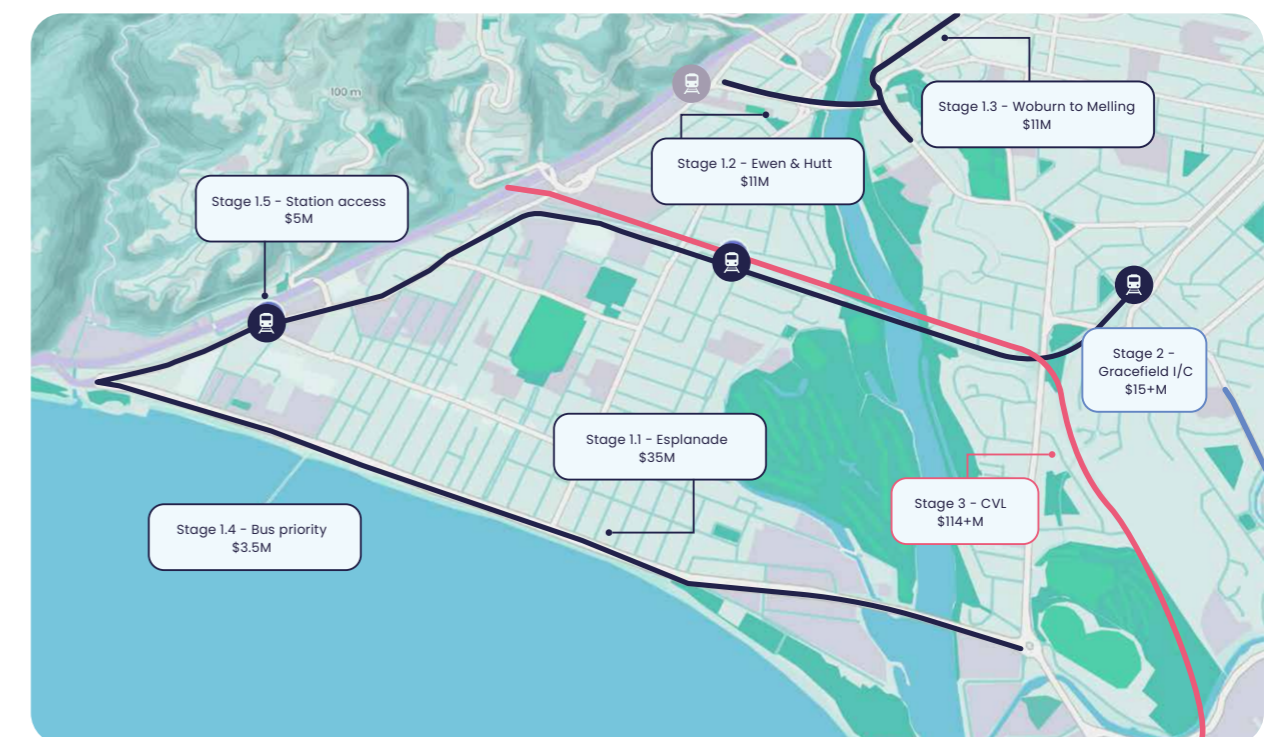 100 m
Stage 1.3 - Woburn to Melling
$11M
Stage 1.2 - Ewen & Hutt
$11M
Stage 1.5 - Station access
$5M
Stage 2 -
Gracefield I/C
$15+M
Stage 1.1 - Esplanade
$35M
Stage 3 - CVL
$114+M
Stage 1.4 - Bus priority
$3.5M